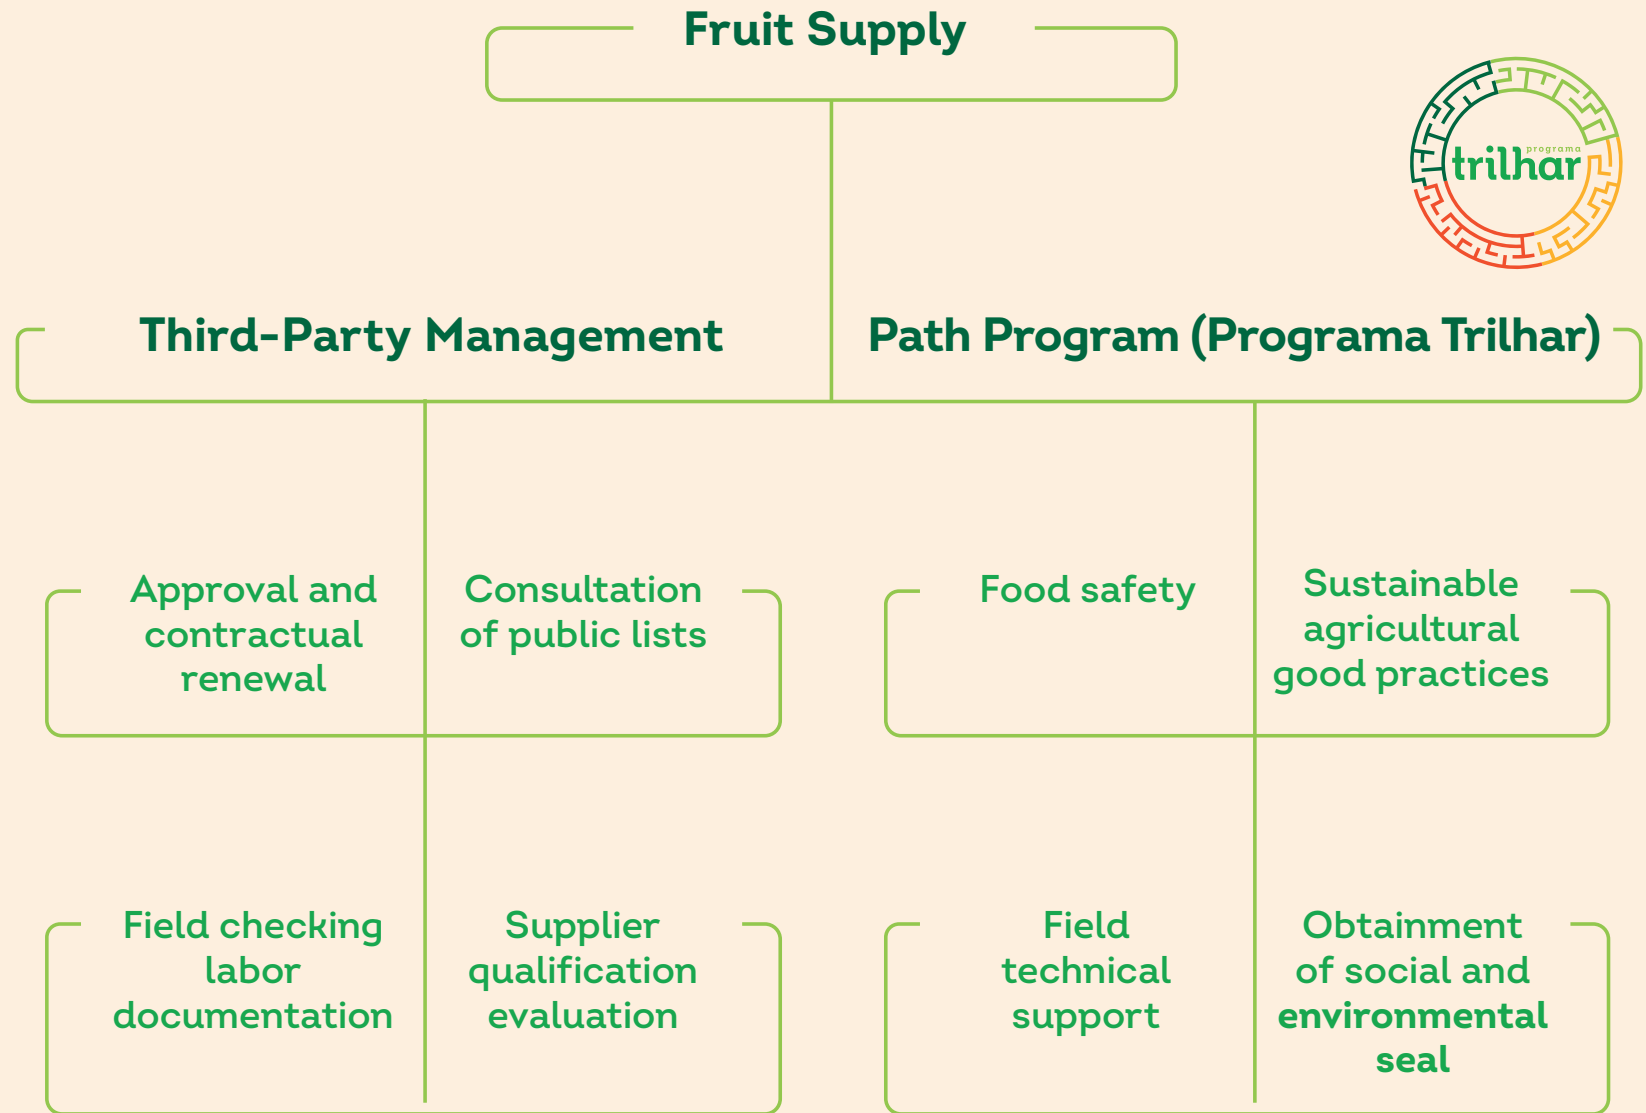 Fruit Supply
programa
trilhar
Third-Party Management
Path Program (Programa Trilhar)
Approval and
contractual
renewal
Consultation
of public lists
Food safety
Sustainable
agricultural
good practices
Field checking
labor
documentation
Supplier
qualification
evaluation
Field
technical
support
Obtainment
of social and
environmental
seal